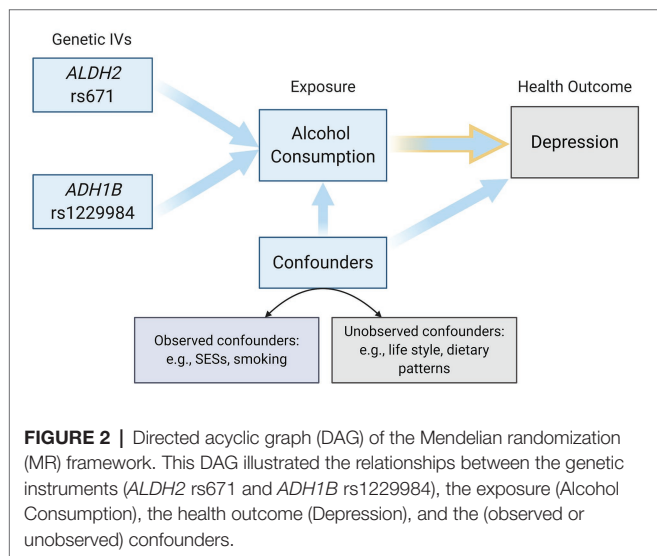 Genetic IVs
ALDH2
rs671
ADH1B
rs1229984
Exposure
Alcohol
Consumption
Health Outcome
Depression
Confounders
Observed confounders:
e.g., SESs, smoking
Unobserved confounders:
e.g., life style, dietary
patterns
FIGURE 2 | Directed acyclic graph (DAG) of the Mendelian randomization
(MR) framework. This DAG illustrated the relationships between the genetic
instruments (ALDH2 rs671 and ADH1B rs1229984), the exposure (Alcohol
Consumption), the health outcome (Depression), and the (observed or
unobserved) confounders.